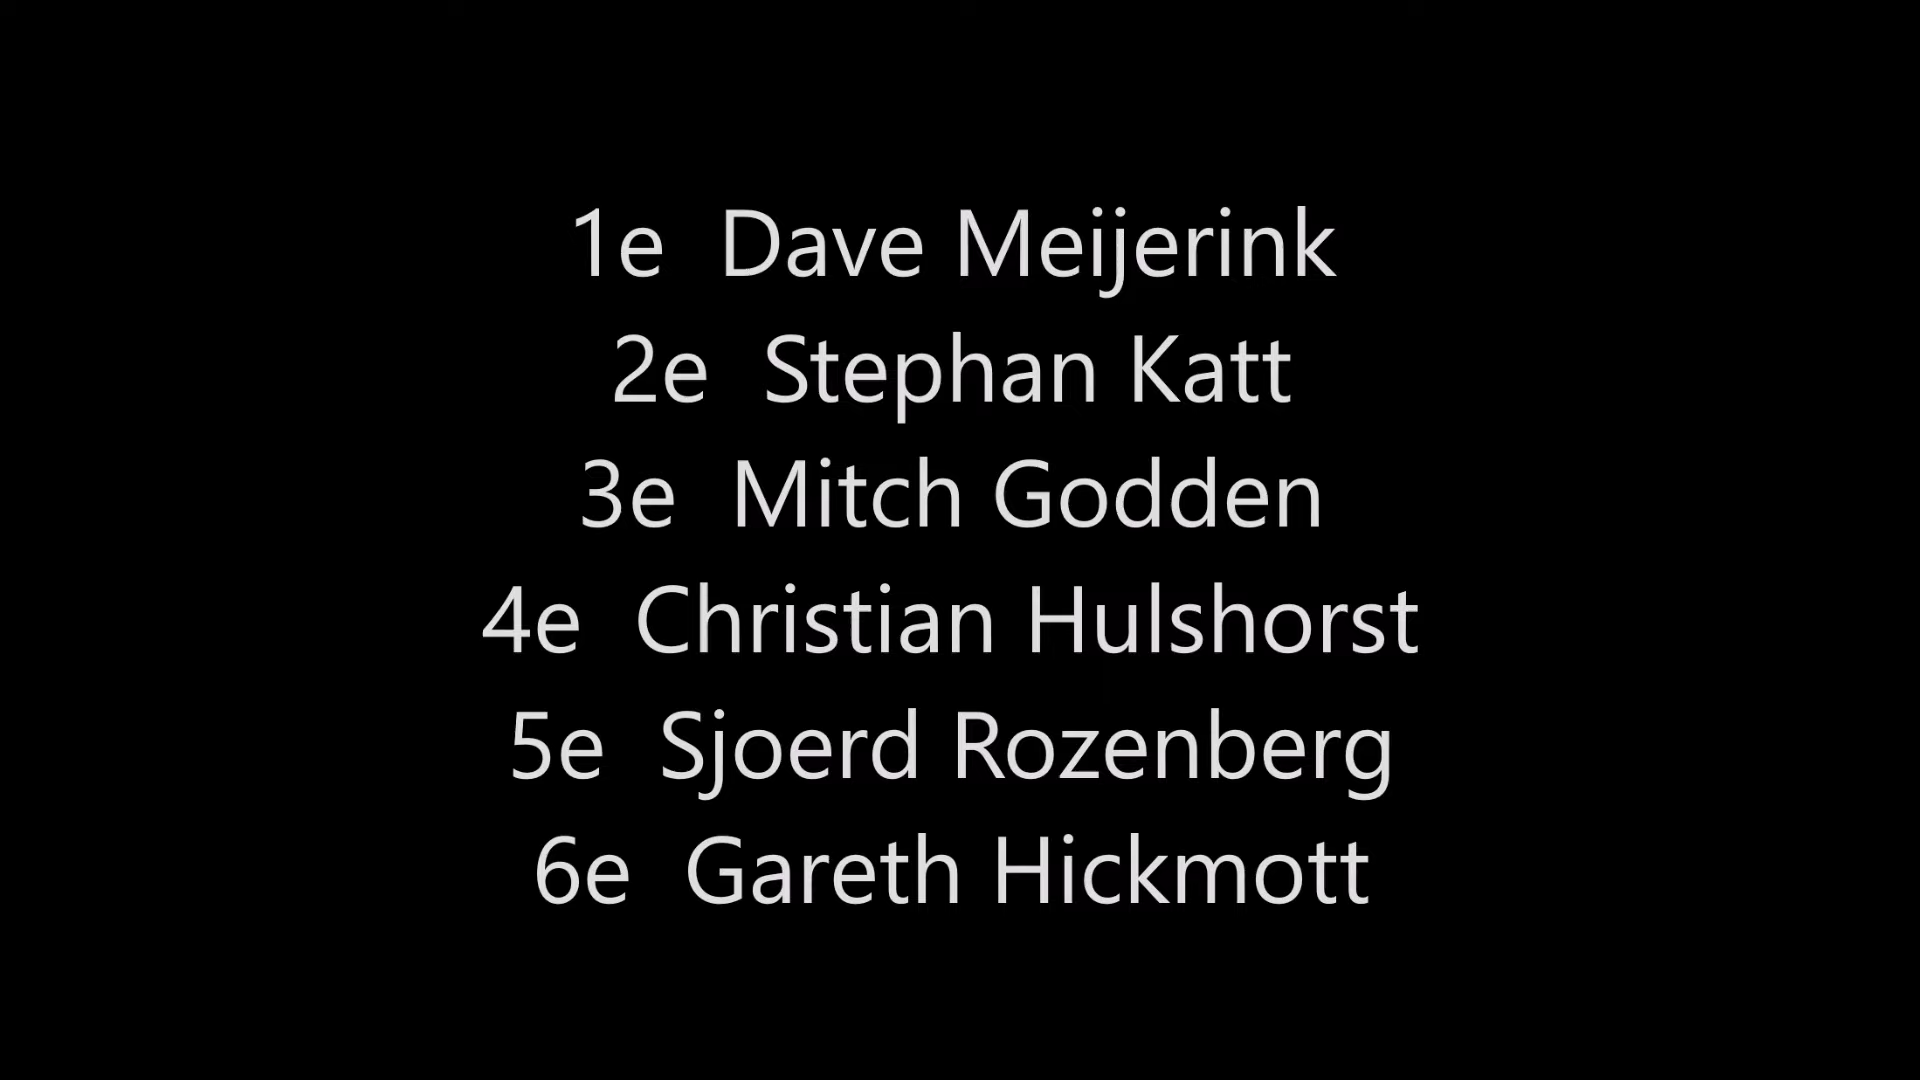 1e  Dave Meijerink
2e  Stephan Katt
3e  Mitch Godden
4e  Christian Hulshorst
5e  Sjoerd Rozenberg
6e  Gareth Hickmott